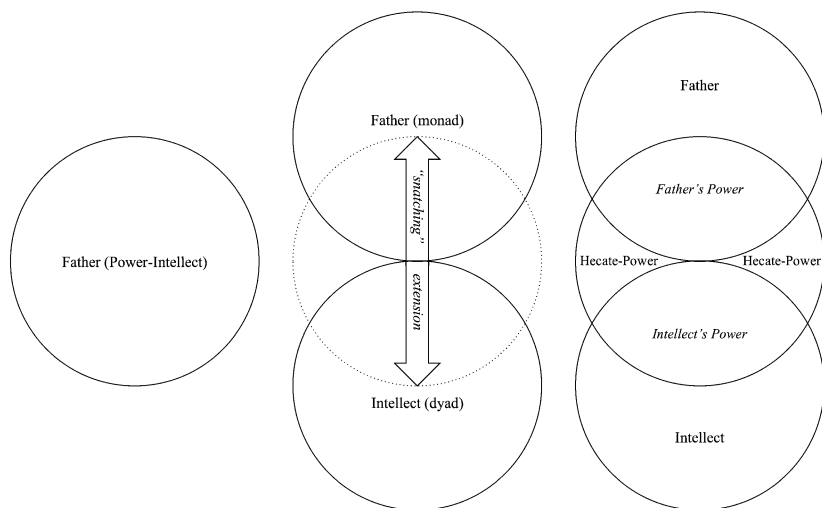 Father (Power-Intellect)
Father (monad)
“snatching“
extension
Intellect (dyad)
Father
Father’s Power
Hecate-Power
Hecate-Power
Intellect’s Power
Intellect